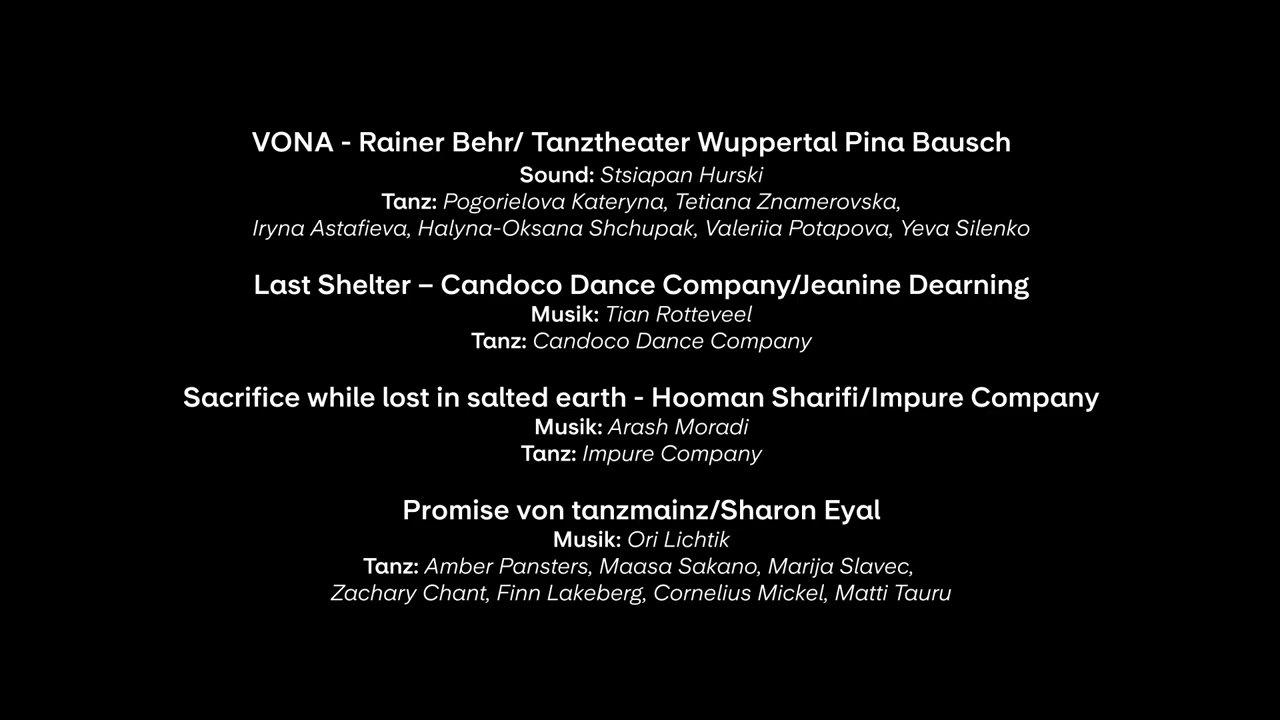 VONA - Rainer Behr/ Tanztheater Wuppertal Pina Bausch
Sound: Stsiapan Hurski
Tanz: Pogorielova Kateryna, Tetiana Znamerovska,
Iryna Astafieva, Halyna-Oksana Shchupak, Valeriia Potapova, Yeva Silenko
Last Shelter – Candoco Dance Company/Jeanine Dearning
Musik: Tian Rotteveel
Tanz: Candoco Dance Company
Sacrifice while lost in salted earth - Hooman Sharifi/Impure Company
Musik: Arash Moradi
Tanz: Impure Company
Promise von tanzmainz/Sharon Eyal
Musik: Ori Lichtik
Tanz: Amber Pansters, Maasa Sakano, Marija Slavec,
Zachary Chant, Finn Lakeberg, Cornelius Mickel, Matti Tauru